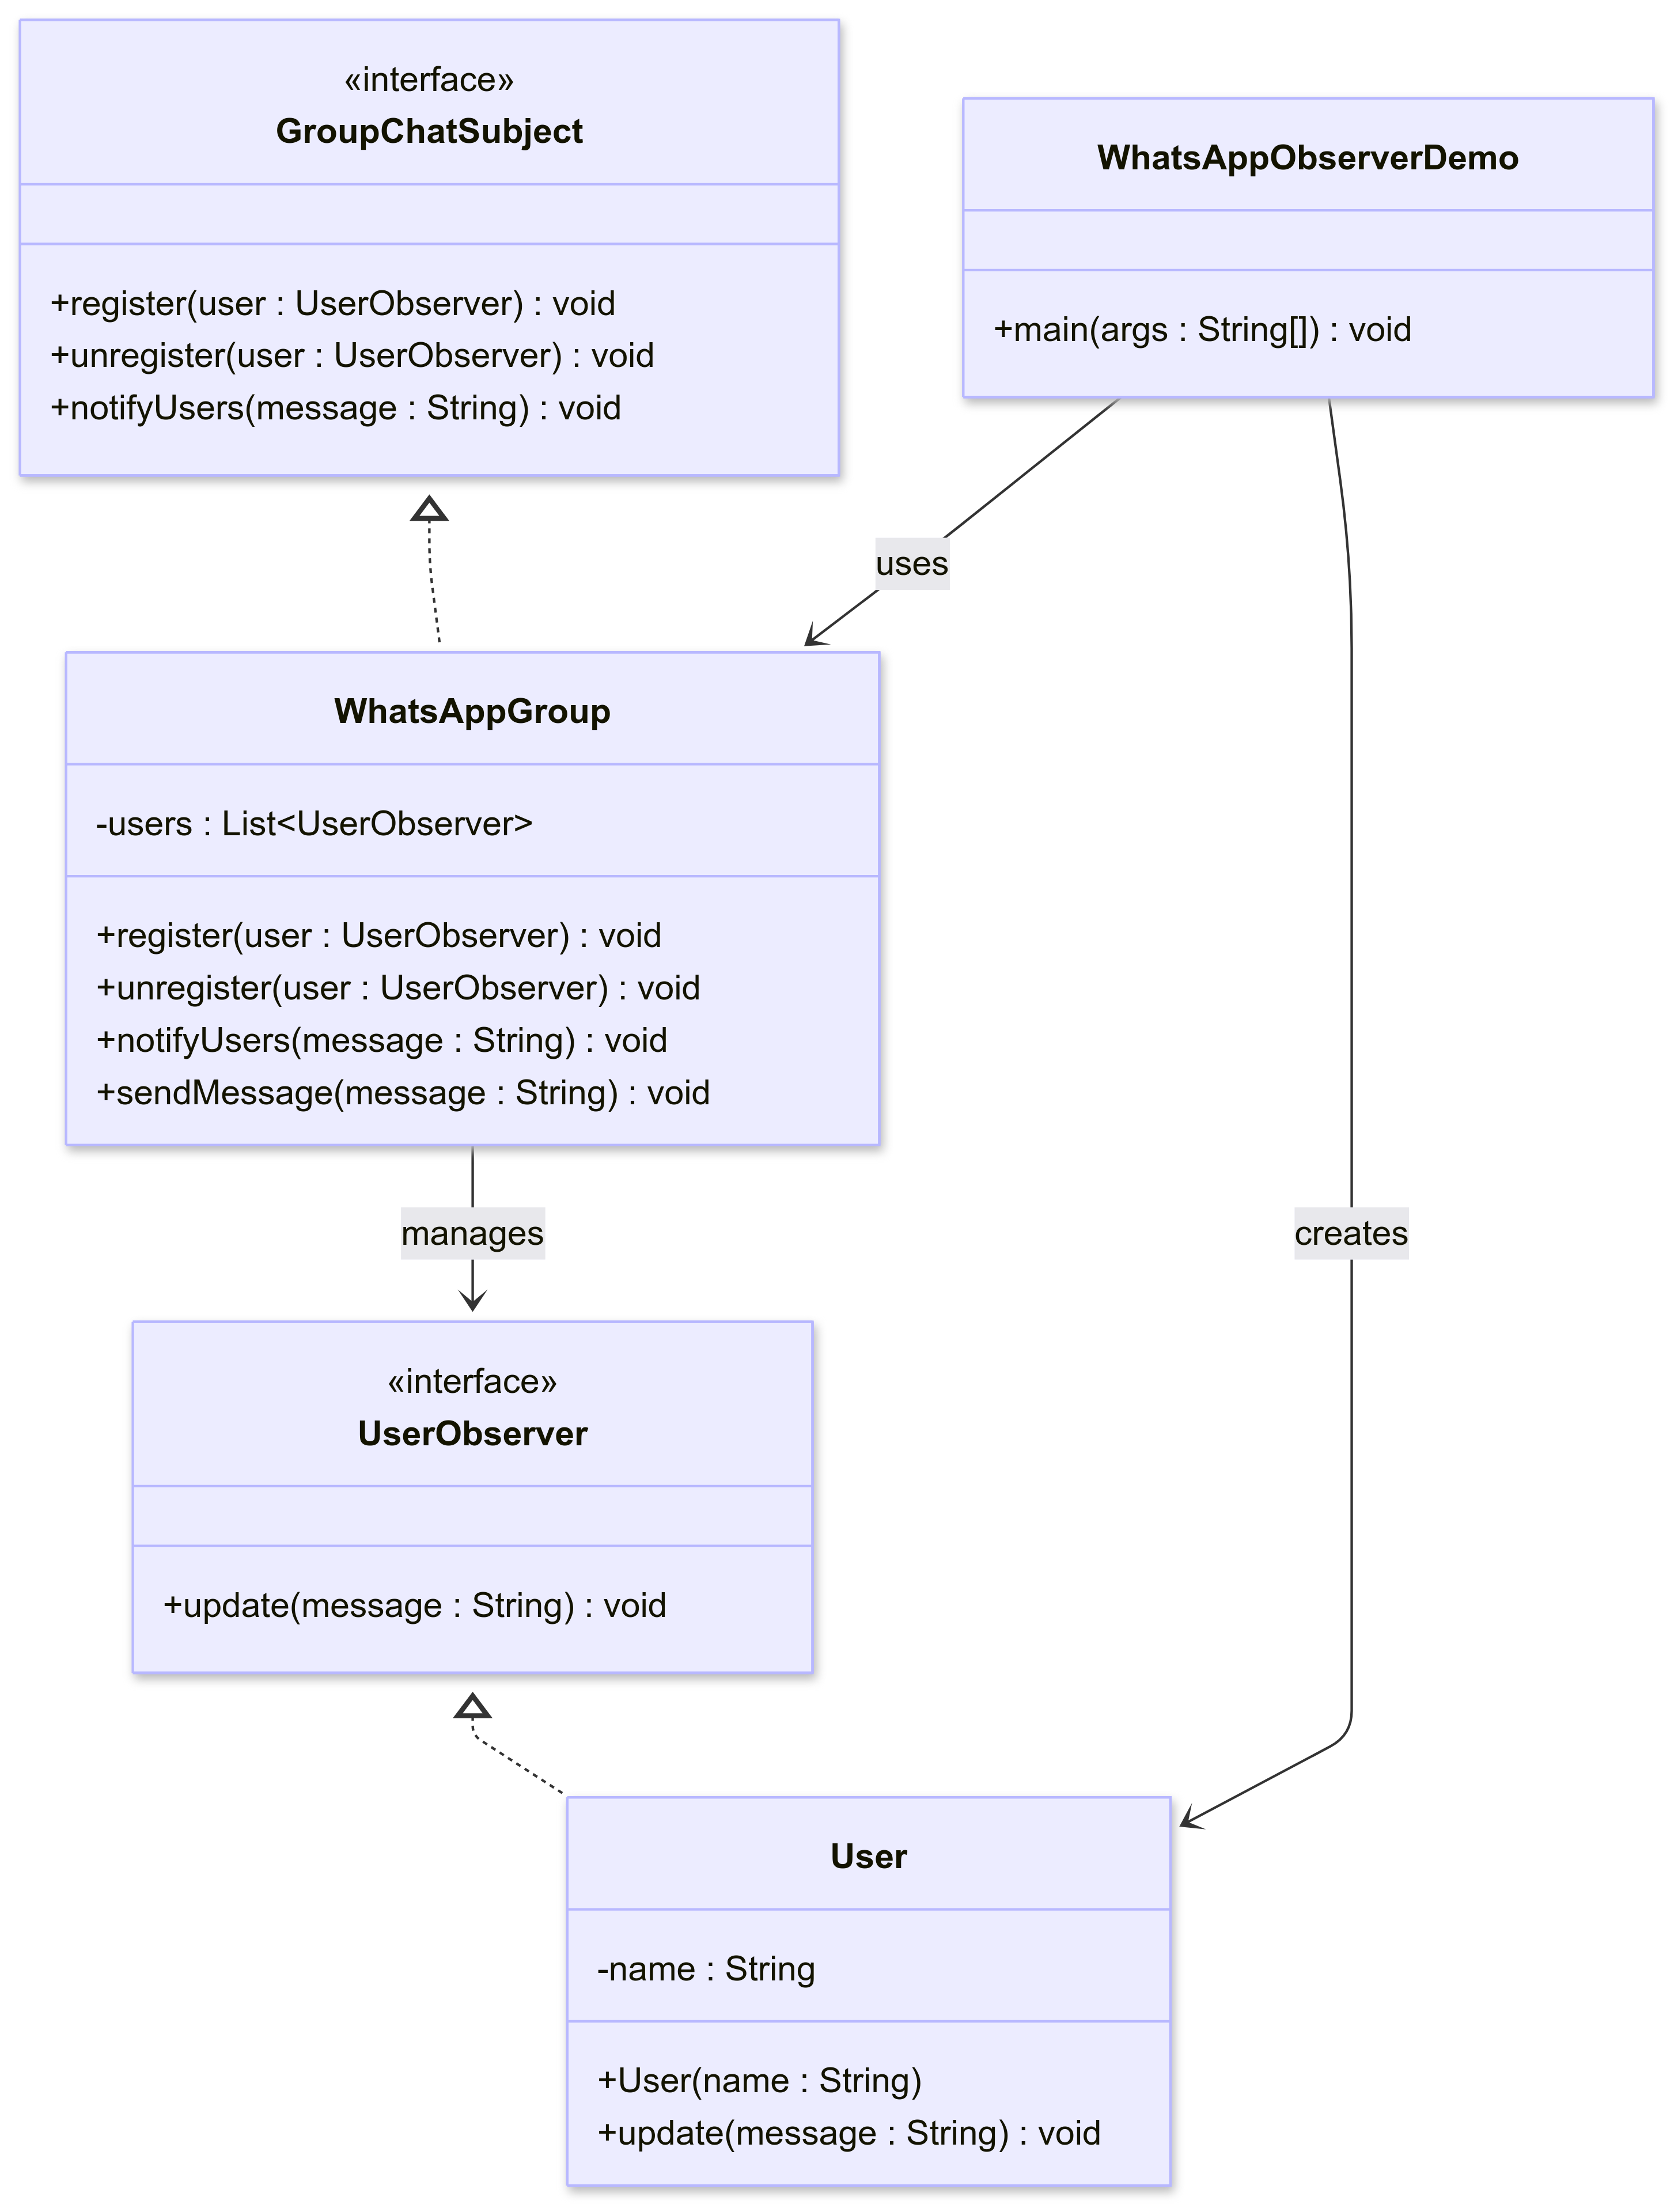 «interface»
GroupChatSubject
+register(user : UserObserver) : void
+unregister(user : UserObserver) : void
+notifyUsers(message : String) : void
WhatsAppObserverDemo
+main(args : String[]) : void
uses
WhatsAppGroup
-users : List<UserObserver>
+register(user : UserObserver) : void
+unregister(user : UserObserver) : void
+notifyUsers(message : String) : void
+sendMessage(message : String) : void
manages
creates
«interface»
UserObserver
+update(message : String) : void
User
-name : String
+User(name : String)
+update(message : String) : void